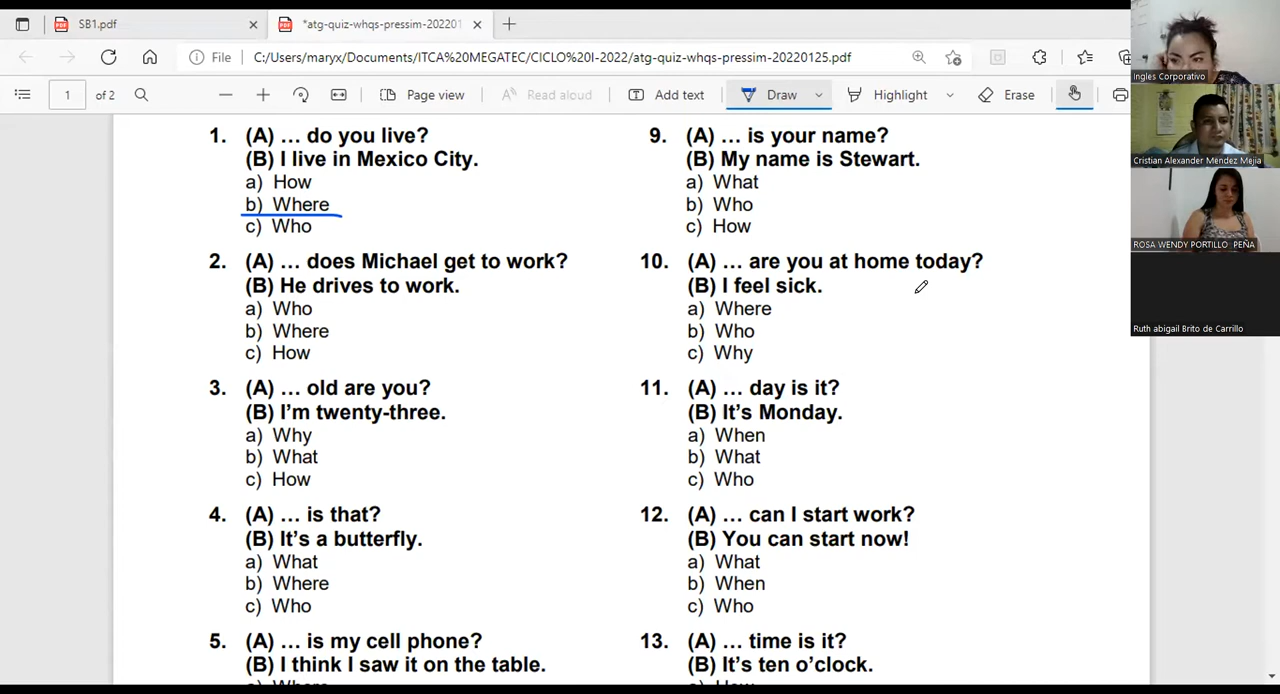 SB1.pdf
*atg-quiz-whqs-pressim-202201
File
C:/Users/maryx/Documents/ITCA%20MEGATEC/CICLO%20I-2022/atg-quiz-whqs-pressim-20220125.pdf
1 of 2
Page view
Read aloud
Add text
Draw
Highlight
Erase
1. (A) … do you live?
(B) I live in Mexico City.
a) How
b) Where
c) Who
2. (A) … does Michael get to work?
(B) He drives to work.
a) Who
b) Where
c) How
3. (A) … old are you?
(B) I'm twenty-three.
a) Why
b) What
c) How
4. (A) … is that?
(B) It's a butterfly.
a) What
b) Where
c) Who
5. (A) … is my cell phone?
(B) I think I saw it on the table.
9. (A) … is your name?
(B) My name is Stewart.
a) What
b) Who
c) How
10. (A) … are you at home today?
(B) I feel sick.
a) Where
b) Who
c) Why
11. (A) … day is it?
(B) It's Monday.
a) When
b) What
c) Who
12. (A) … can I start work?
(B) You can start now!
a) What
b) When
c) Who
13. (A) … time is it?
(B) It's ten o'clock.
Ingles Corporativo
Cristian Alexander Méndez Mejia
ROSA WENDY PORTILLO PEÑA
Ruth abigail Brito de Carrillo